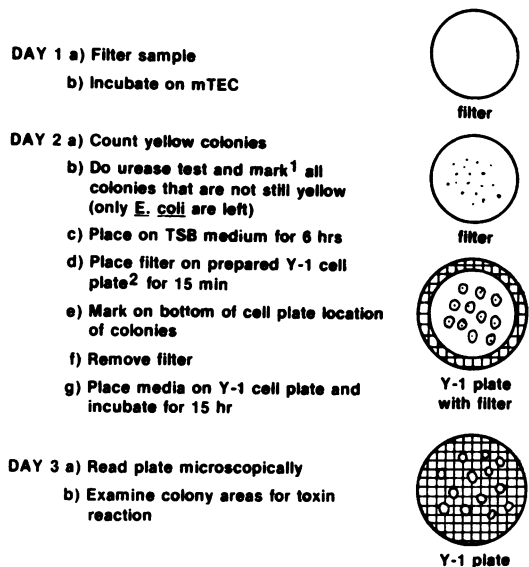 DAY 1 a) Filter sample
b) Incubate on mTEC
filter
DAY 2 a) Count yellow colonies
b) Do urease test and mark1 all
colonies that are not still yellow
(only E. coli are left)
c) Place on TSB medium for 6 hrs
filter
d) Place filter on prepared Y-1 cell
plate2 for 15 min
e) Mark on bottom of cell plate location
of colonies
f) Remove filter
g) Place media on Y-1 cell plate and
incubate for 15 hr
Y-1 plate
with filter
DAY 3 a) Read plate microscopically
b) Examine colony areas for toxin
reaction
Y-1 plate